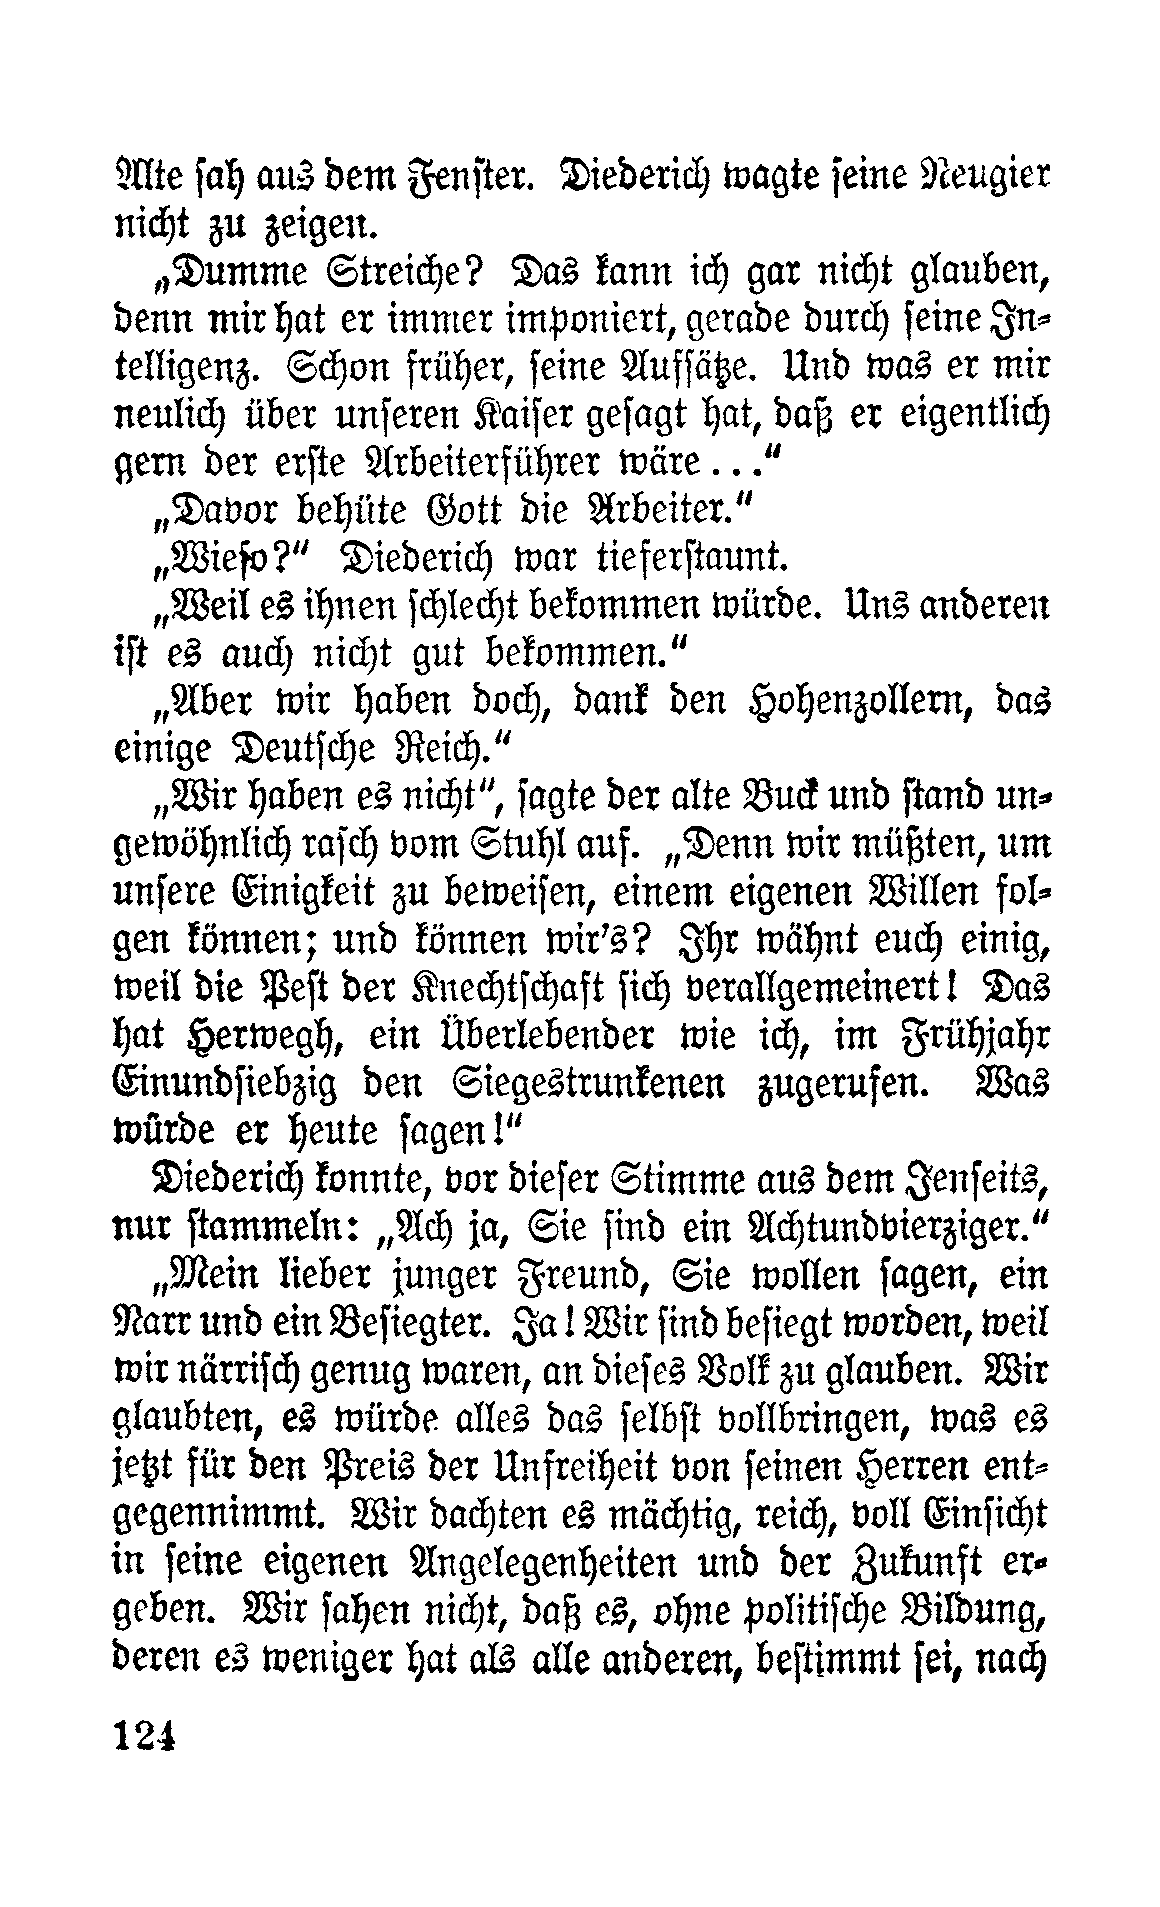 Alte sah aus dem Fenster. Diederich wagte seine Neugier
nicht zu zeigen.
„Dumme Streiche? Das kann ich gar nicht glauben,
denn mir hat er immer imponiert, gerade durch seine In-
telligenz. Schon früher, seine Aufsätze. Und was er mir
neulich über unseren Kaiser gesagt hat, daß er eigentlich
gern der erste Arbeiterführer wäre . . .“
„Davor behüte Gott die Arbeiter.“
„Wieso?“ Diederich war tieferstaunt.
„Weil es ihnen schlecht bekommen würde. Uns anderen
ist es auch nicht gut bekommen.“
„Aber wir haben doch, dank den Hohenzollern, das
einige Deutsche Reich.“
„Wir haben es nicht“, sagte der alte Buck und stand un-
gewöhnlich rasch vom Stuhl auf. „Denn wir müßten, um
unsere Einigkeit zu beweisen, einem eigenen Willen fol-
gen können; und können wir’s? Ihr wähnt euch einig,
weil die Pest der Knechtschaft sich verallgemeinert! Das
hat Herwegh, ein Überlebender wie ich, im Frühjahr
Einundsiebzig den Siegestrunkenen zugerufen. Was
würde er heute sagen!“
Diederich konnte, vor dieser Stimme aus dem Jenseits,
nur stammeln: „Ach ja, Sie sind ein Achtundvierziger.“
„Mein lieber junger Freund, Sie wollen sagen, ein
Narr und ein Besiegter. Ja! Wir sind besiegt worden, weil
wir närrisch genug waren, an dieses Volk zu glauben. Wir
glaubten, es würde alles das selbst vollbringen, was es
jetzt für den Preis der Unfreiheit von seinen Herren ent-
gegennimmt. Wir dachten es mächtig, reich, voll Einsicht
in seine eigenen Angelegenheiten und der Zukunft er-
geben. Wir sahen nicht, daß es, ohne politische Bildung,
deren es weniger hat als alle anderen, bestimmt sei, nach
124